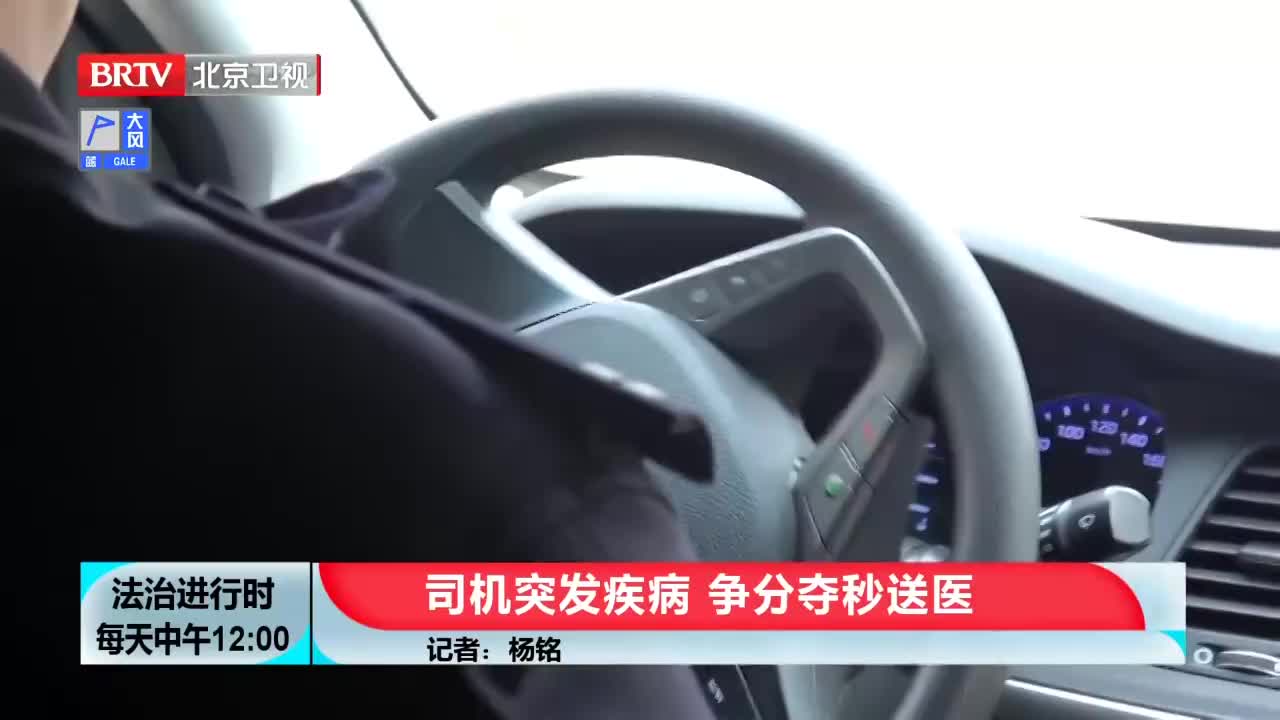 BRTV 北京卫视
大风
蓝 GALE
100 120 140 160
法治进行时
每天中午12:00
司机突发疾病 争分夺秒送医
记者：杨铭